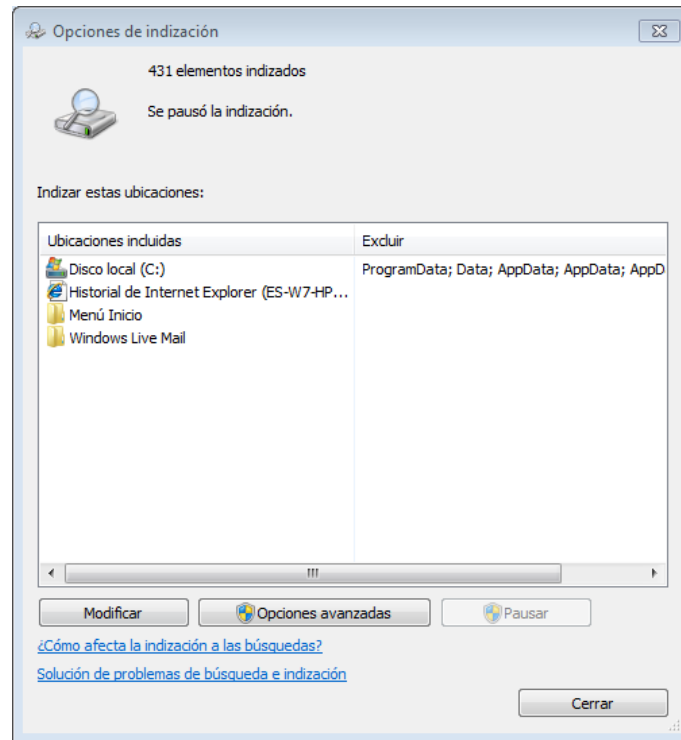 Opciones de indización
431 elementos indizados
Se pausó la indización.
Indizar estas ubicaciones:
Ubicaciones incluidas Excluir
Disco local (C:) ProgramData; Data; AppData; AppData; AppD
Historial de Internet Explorer (ES-W7-HP...
Menú Inicio
Windows Live Mail
Modificar Opciones avanzadas Pausar
¿Cómo afecta la indización a las búsquedas?
Solución de problemas de búsqueda e indización
Cerrar